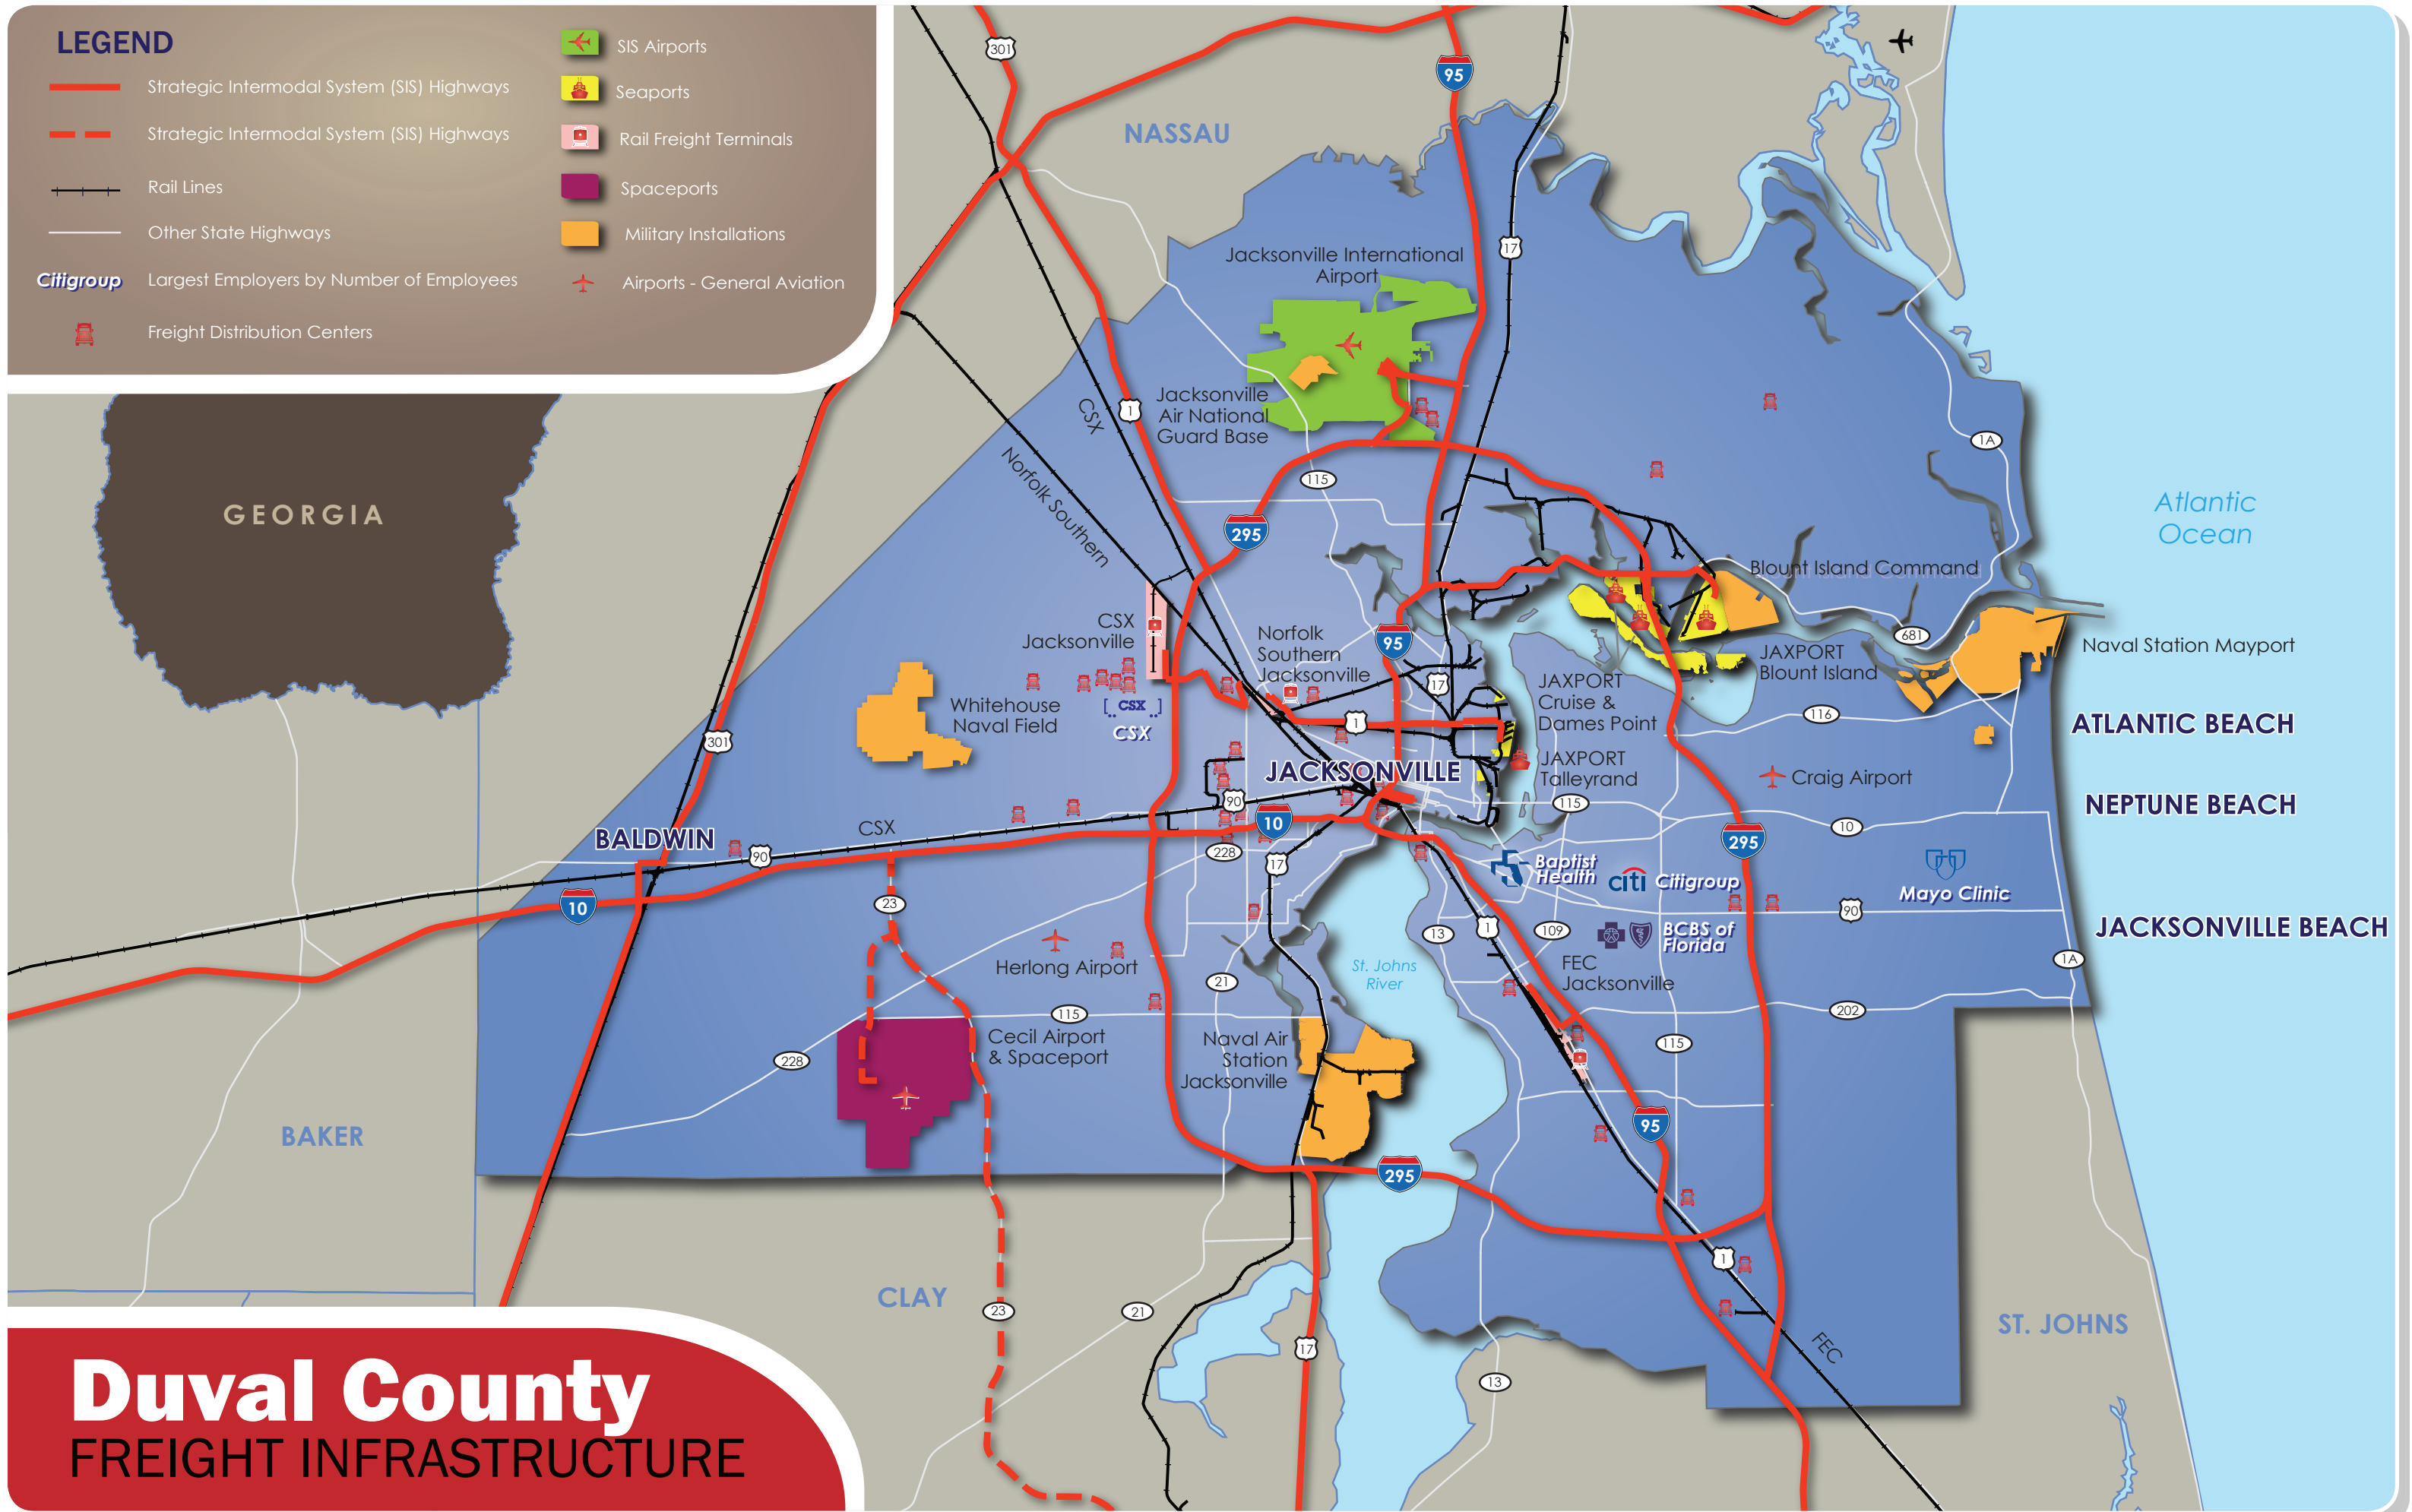 LEGEND
Strategic Intermodal System (SIS) Highways
Strategic Intermodal System (SIS) Highways
Rail Lines
Other State Highways
Citigroup
Largest Employers by Number of Employees
Freight Distribution Centers
SIS Airports
Seaports
Rail Freight Terminals
Spaceports
Military Installations
Airports - General Aviation
301
95
NASSAU
17
Jacksonville International
Airport
Jacksonville
Air National
Guard Base
CSX
1
Norfolk Southern
115
1A
295
GEORGIA
Atlantic
Ocean
Blount Island Command
CSX
Jacksonville
Norfolk
Southern
Jacksonville
95
681
Naval Station Mayport
JAXPORT
Blount Island
17
JAXPORT
Cruise &
Dames Point
Whitehouse
Naval Field
CSX
CSX
1
116
ATLANTIC BEACH
301
JACKSONVILLE
JAXPORT
Talleyrand
Craig Airport
90
115
NEPTUNE BEACH
BALDWIN
CSX
10
10
295
90
228
17
Baptist
Health
citi
Citigroup
Mayo Clinic
10
23
90
13
1
109
BCBS of
Florida
JACKSONVILLE BEACH
Herlong Airport
St. Johns
River
FEC
Jacksonville
1A
21
115
202
Cecil Airport
& Spaceport
Naval Air
Station
Jacksonville
115
228
BAKER
95
295
1
CLAY
23
21
17
FEC
ST. JOHNS
13
Duval County
FREIGHT INFRASTRUCTURE